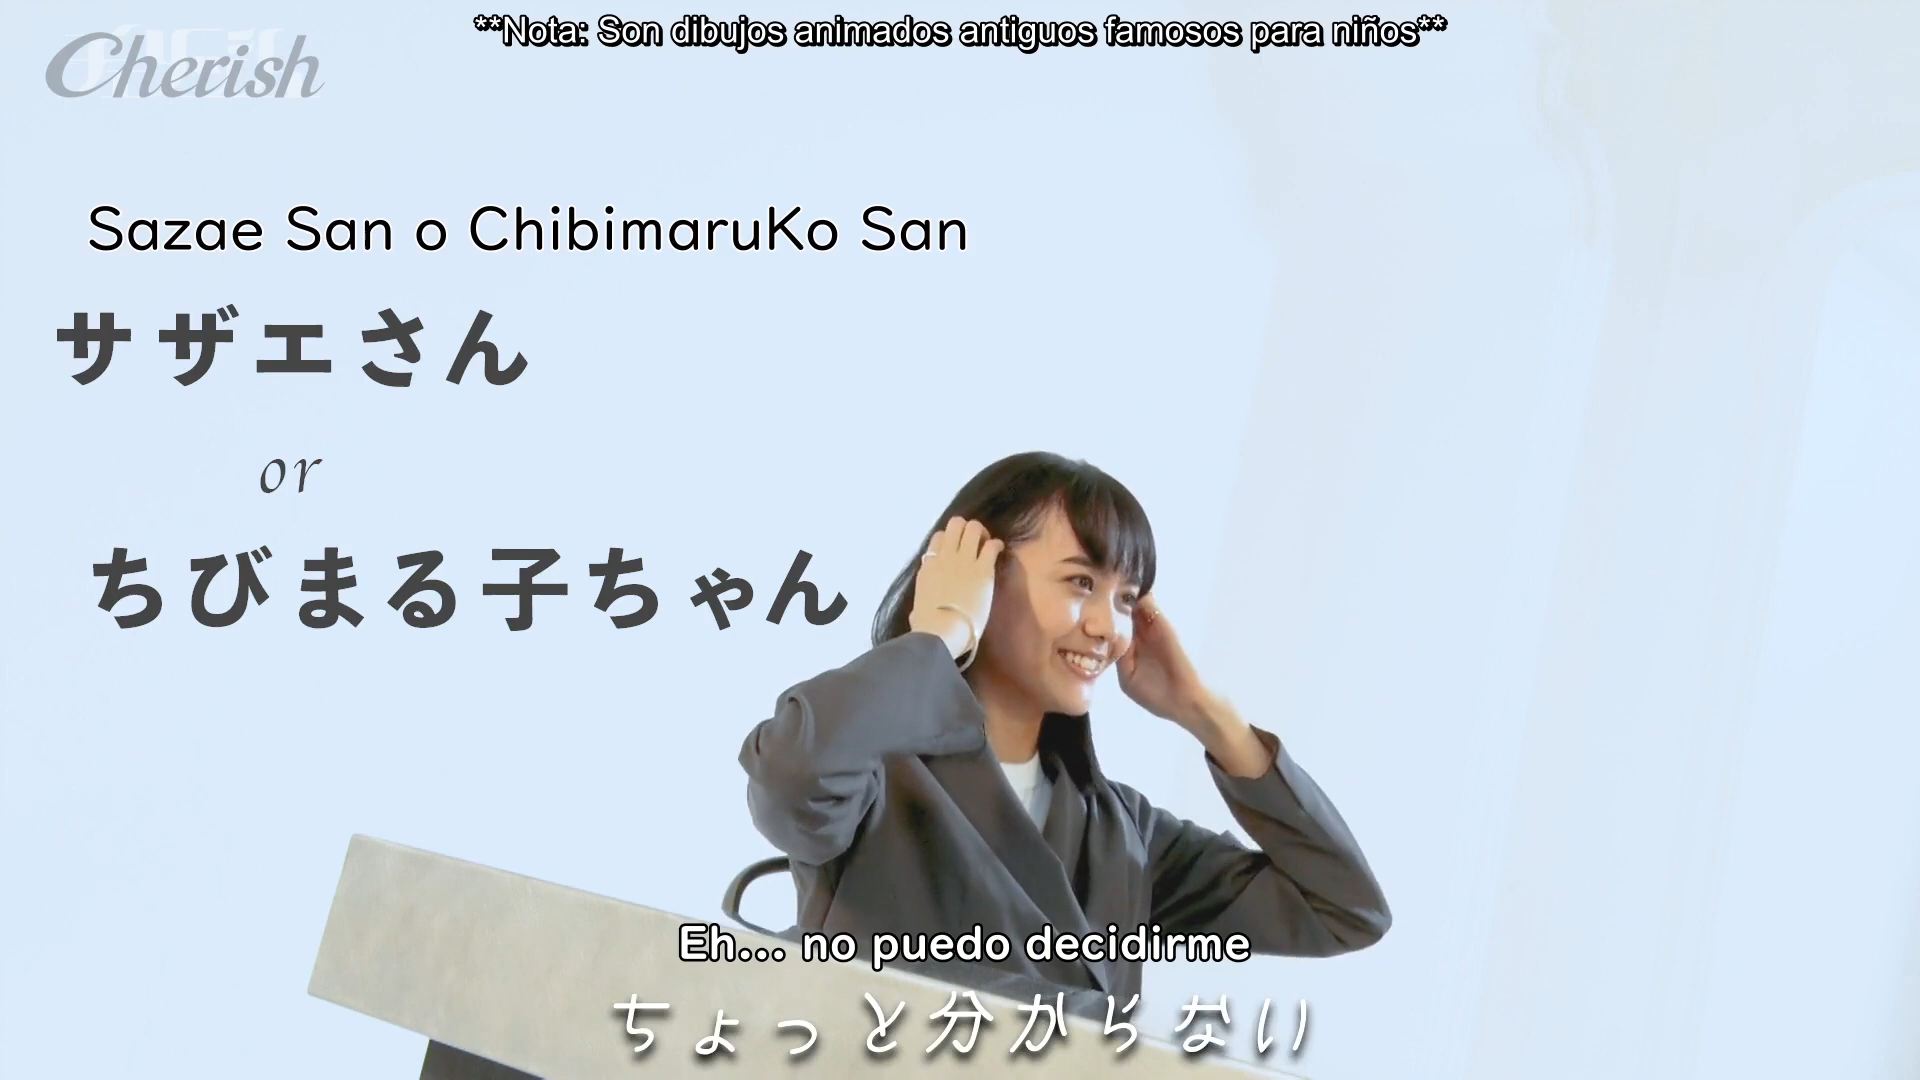 **Nota: Son dibujos animados antiguos famosos para niños**
Cherish
Sazae San o ChibimaruKo San
サザエさん
or
ちびまる子ちゃん
Eh... no puedo decidirme
ちょっと分からない